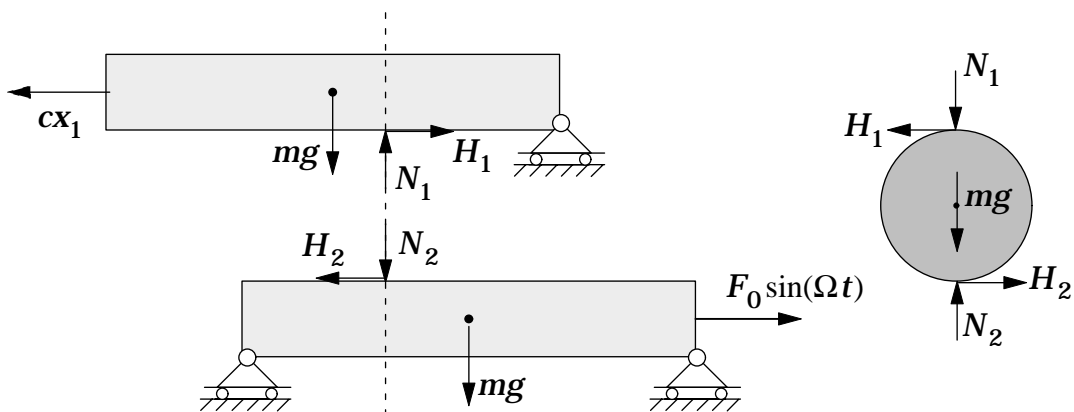 cx₁
mg
H₁
N₁
H₂
N₂
F₀ sin(Ωt)
mg
N₁
H₁
mg
H₂
N₂